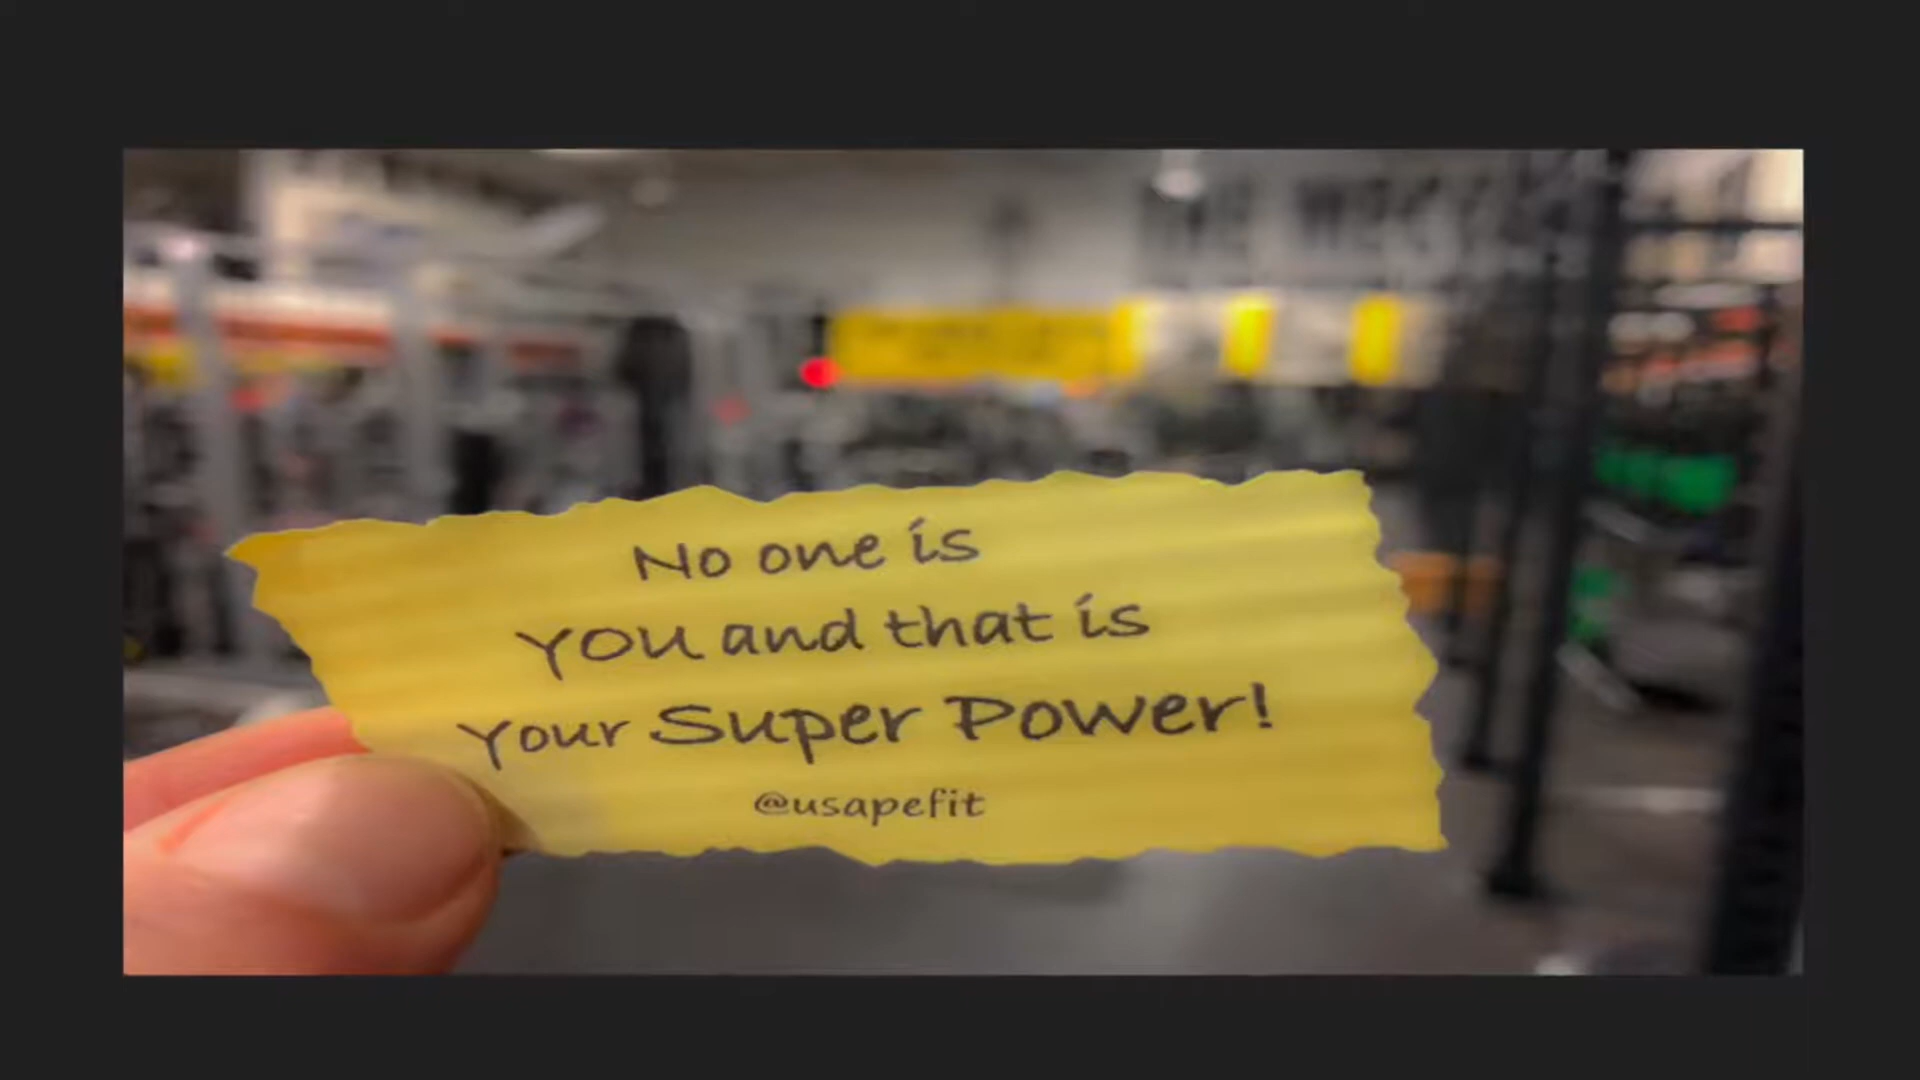 No one is
YOU and that is
Your Super Power!
@usapefit